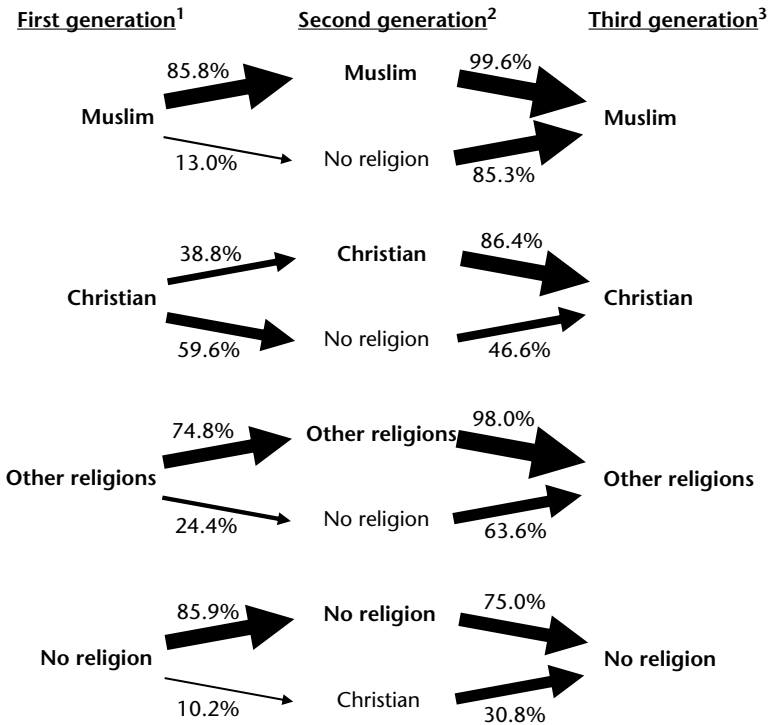 First generation¹ Second generation² Third generation³
85.8% Muslim 99.6%
Muslim Muslim
13.0% No religion 85.3%
38.8% Christian 86.4%
Christian Christian
59.6% No religion 46.6%
74.8% Other religions 98.0%
Other religions Other religions
24.4% No religion 63.6%
85.9% No religion 75.0%
No religion No religion
10.2% Christian 30.8%